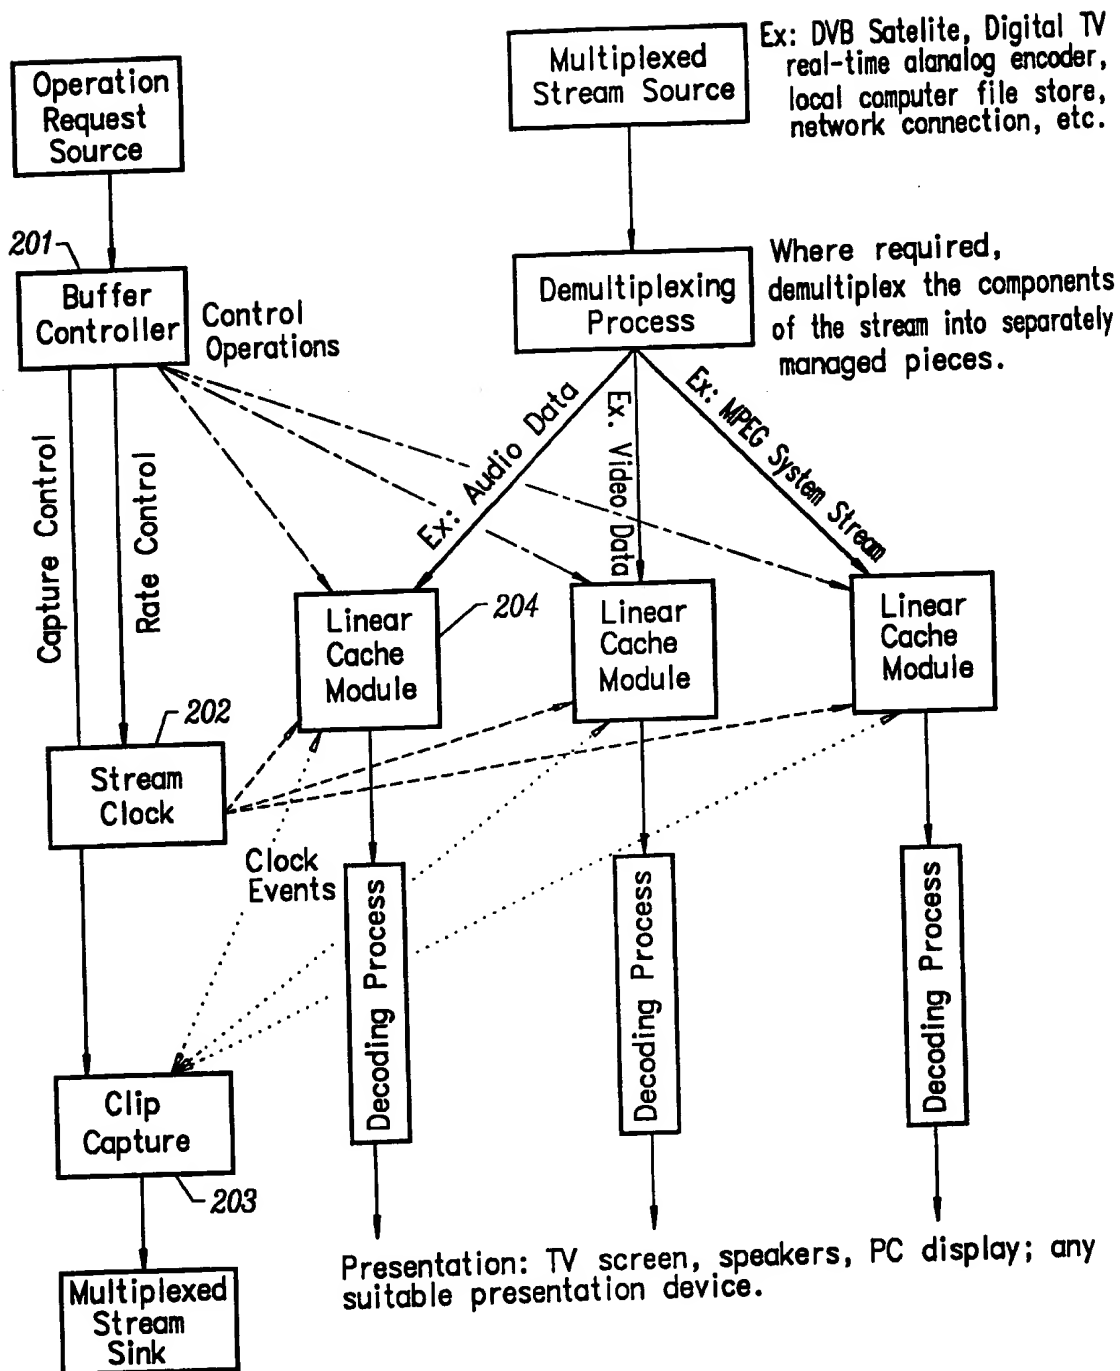 Operation
Request
Source
Multiplexed
Stream Source
Ex: DVB Satelite, Digital TV
real-time alanalog encoder,
local computer file store,
network connection, etc.
201
Buffer
Controller
Control
Operations
Demultiplexing
Process
Where required,
demultiplex the components
of the stream into separately
managed pieces.
Capture Control
Rate Control
Ex: Audio Data
Ex. Video Data
Ex: MPEG System Stream
Linear
Cache
Module
204
Linear
Cache
Module
Linear
Cache
Module
202
Stream
Clock
Clock
Events
Decoding Process
Decoding Process
Decoding Process
Clip
Capture
203
Multiplexed
Stream
Sink
Presentation: TV screen, speakers, PC display; any
suitable presentation device.